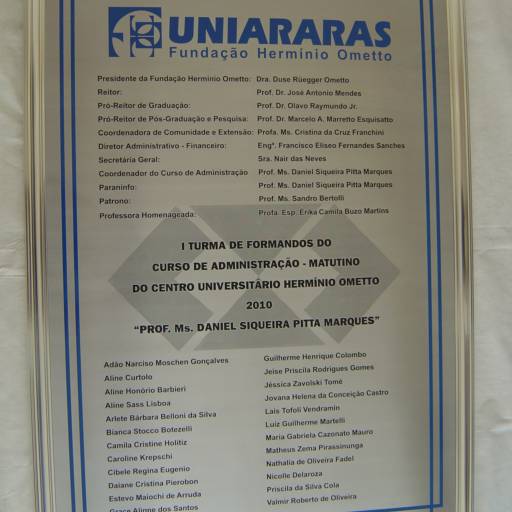 UNIARARAS
Fundação Hermínio Ometto
Presidente da Fundação Hermínio Ometto: Dra. Duse Rüegger Ometto
Reitor: Prof. Dr. José Antonio Mendes
Pró-Reitor de Graduação: Prof. Dr. Olavo Raymundo Jr.
Pró-Reitor de Pós-Graduação e Pesquisa: Prof. Dr. Marcelo A. Marretto Esquisatto
Coordenadora de Comunidade e Extensão: Profa. Ms. Cristina da Cruz Franchini
Diretor Administrativo - Financeiro: Engº. Francisco Elíseo Fernandes Sanches
Secretária Geral: Sra. Nair das Neves
Coordenador do Curso de Administração Prof. Ms. Daniel Siqueira Pitta Marques
Paraninfo: Prof. Ms. Daniel Siqueira Pitta Marques
Patrono: Prof. Ms. Sandro Bertolli
Professora Homenageada: Profa. Esp. Erika Camila Buzo Martins
I TURMA DE FORMANDOS DO
CURSO DE ADMINISTRAÇÃO - MATUTINO
DO CENTRO UNIVERSITÁRIO HERMÍNIO OMETTO
2010
"PROF. Ms. DANIEL SIQUEIRA PITTA MARQUES"
Adão Narciso Moschen Gonçalves
Aline Curtolo
Aline Honório Barbieri
Aline Sass Lisboa
Arlete Bárbara Belloni da Silva
Bianca Stocco Botezelli
Camila Cristine Holitiz
Caroline Krepschi
Cibele Regina Eugenio
Daiane Cristina Pierobon
Estevo Maiochi de Arruda
Grace Alinne dos Santos
Guilherme Henrique Colombo
Jeise Priscila Rodrigues Gomes
Jéssica Zavolski Tomé
Jovana Helena da Conceição Castro
Laís Tofoli Vendramin
Luiz Guilherme Martelli
Maria Gabriela Cazonato Mauro
Matheus Zema Pirassinunga
Nathalia de Oliveira Fadel
Nicolle Delaroza
Priscila da Silva Cola
Valmir Roberto de Oliveira